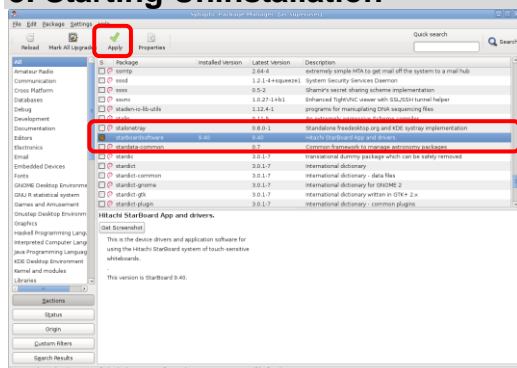 Starting Uninstallation
Synaptic Package Manager (as superuser)
File Edit Package Settings Help
Reload Mark All Upgrades Apply Properties Quick search Search
S Package Installed Version Latest Version Description
All
Amateur Radio
Communication
Cross Platform
Databases
Debug
Development
Documentation
Editors
Electronics
Email
Embedded Devices
Fonts
GNOME Desktop Environme
GNU R statistical system
Games and Amusement
Gnustep Desktop Environm
Graphics
Haskell Programming Langu
Interpreted Computer Langu
Java Programming Languag
KDE Desktop Environment
Kernel and modules
Libraries
Sections
Status
Origin
Custom Filters
Search Results
ssmtp 2.64-4 extremely simple MTA to get mail off the system to a mail hub
sssd 1.2.1-4+squeeze1 System Security Services Daemon
ssss 0.5-2 Shamir's secret sharing scheme implementation
ssvnc 1.0.27-1+b1 Enhanced TightVNC viewer with SSL/SSH tunnel helper
staden-io-lib-utils 1.12.4-1 programs for manuplating DNA sequencing files
stalonetray 0.8.0-1 Standalone freedesktop.org and KDE systray implementation
starboardsoftware 9.40 9.40 Hitachi StarBoard App and drivers
stardata-common 0.7 Common framework to manage astronomy packages
stardic 3.0.1-7 transational dummy package which can be safely removed
stardict 3.0.1-7 International dictionary
stardict-common 3.0.1-7 International dictionary - data files
stardict-gnome 3.0.1-7 International dictionary for GNOME 2
stardict-gtk 3.0.1-7 International dictionary written in GTK+ 2.x
stardict-plugin 3.0.1-7 International dictionary - common plugins
Hitachi StarBoard App and drivers.
Get Screenshot
This is the device drivers and application software for
using the Hitachi StarBoard system of touch-sensitive
whiteboards.
.
This version is StarBoard 9.40.